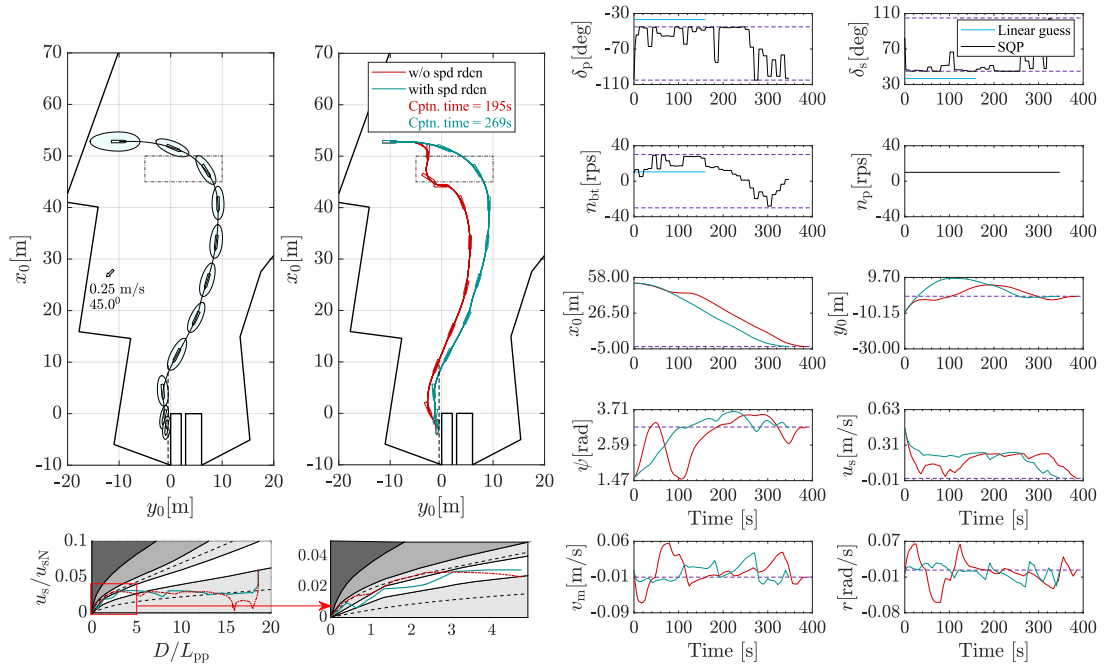 70
60
50
40
30
20
10
0
-10
x₀[m]
-20 -10 0 10 20
y₀[m]
0.25 m/s
45.0⁰
70
60
50
40
30
20
10
0
-10
x₀[m]
-20 -10 0 10 20
y₀[m]
w/o spd rdcn
with spd rdcn
Cptn. time = 195s
Cptn. time = 269s
0.1
0.05
0
uₛ/uₛN
0 5 10 15 20
D/Lpp
0.04
0.02
0
0 1 2 3 4
δp[deg]
-30
-70
-110
0 100 200 300 400
δs[deg]
110
70
30
0 100 200 300 400
Linear guess
SQP
nbt[rps]
40
0
-40
0 100 200 300 400
np[rps]
40
0
-40
0 100 200 300 400
x₀[m]
58.00
26.50
-5.00
0 100 200 300 400
y₀[m]
9.70
-10.15
-30.00
0 100 200 300 400
ψ[rad]
3.71
1.47
0 100 200 300 400
Time [s]
us[m/s]
0.63
0.31
-0.01
0 100 200 300 400
Time [s]
vm[m/s]
0.06
-0.01
-0.09
0 100 200 300 400
Time [s]
r[rad/s]
0.07
-0.01
-0.08
0 100 200 300 400
Time [s]